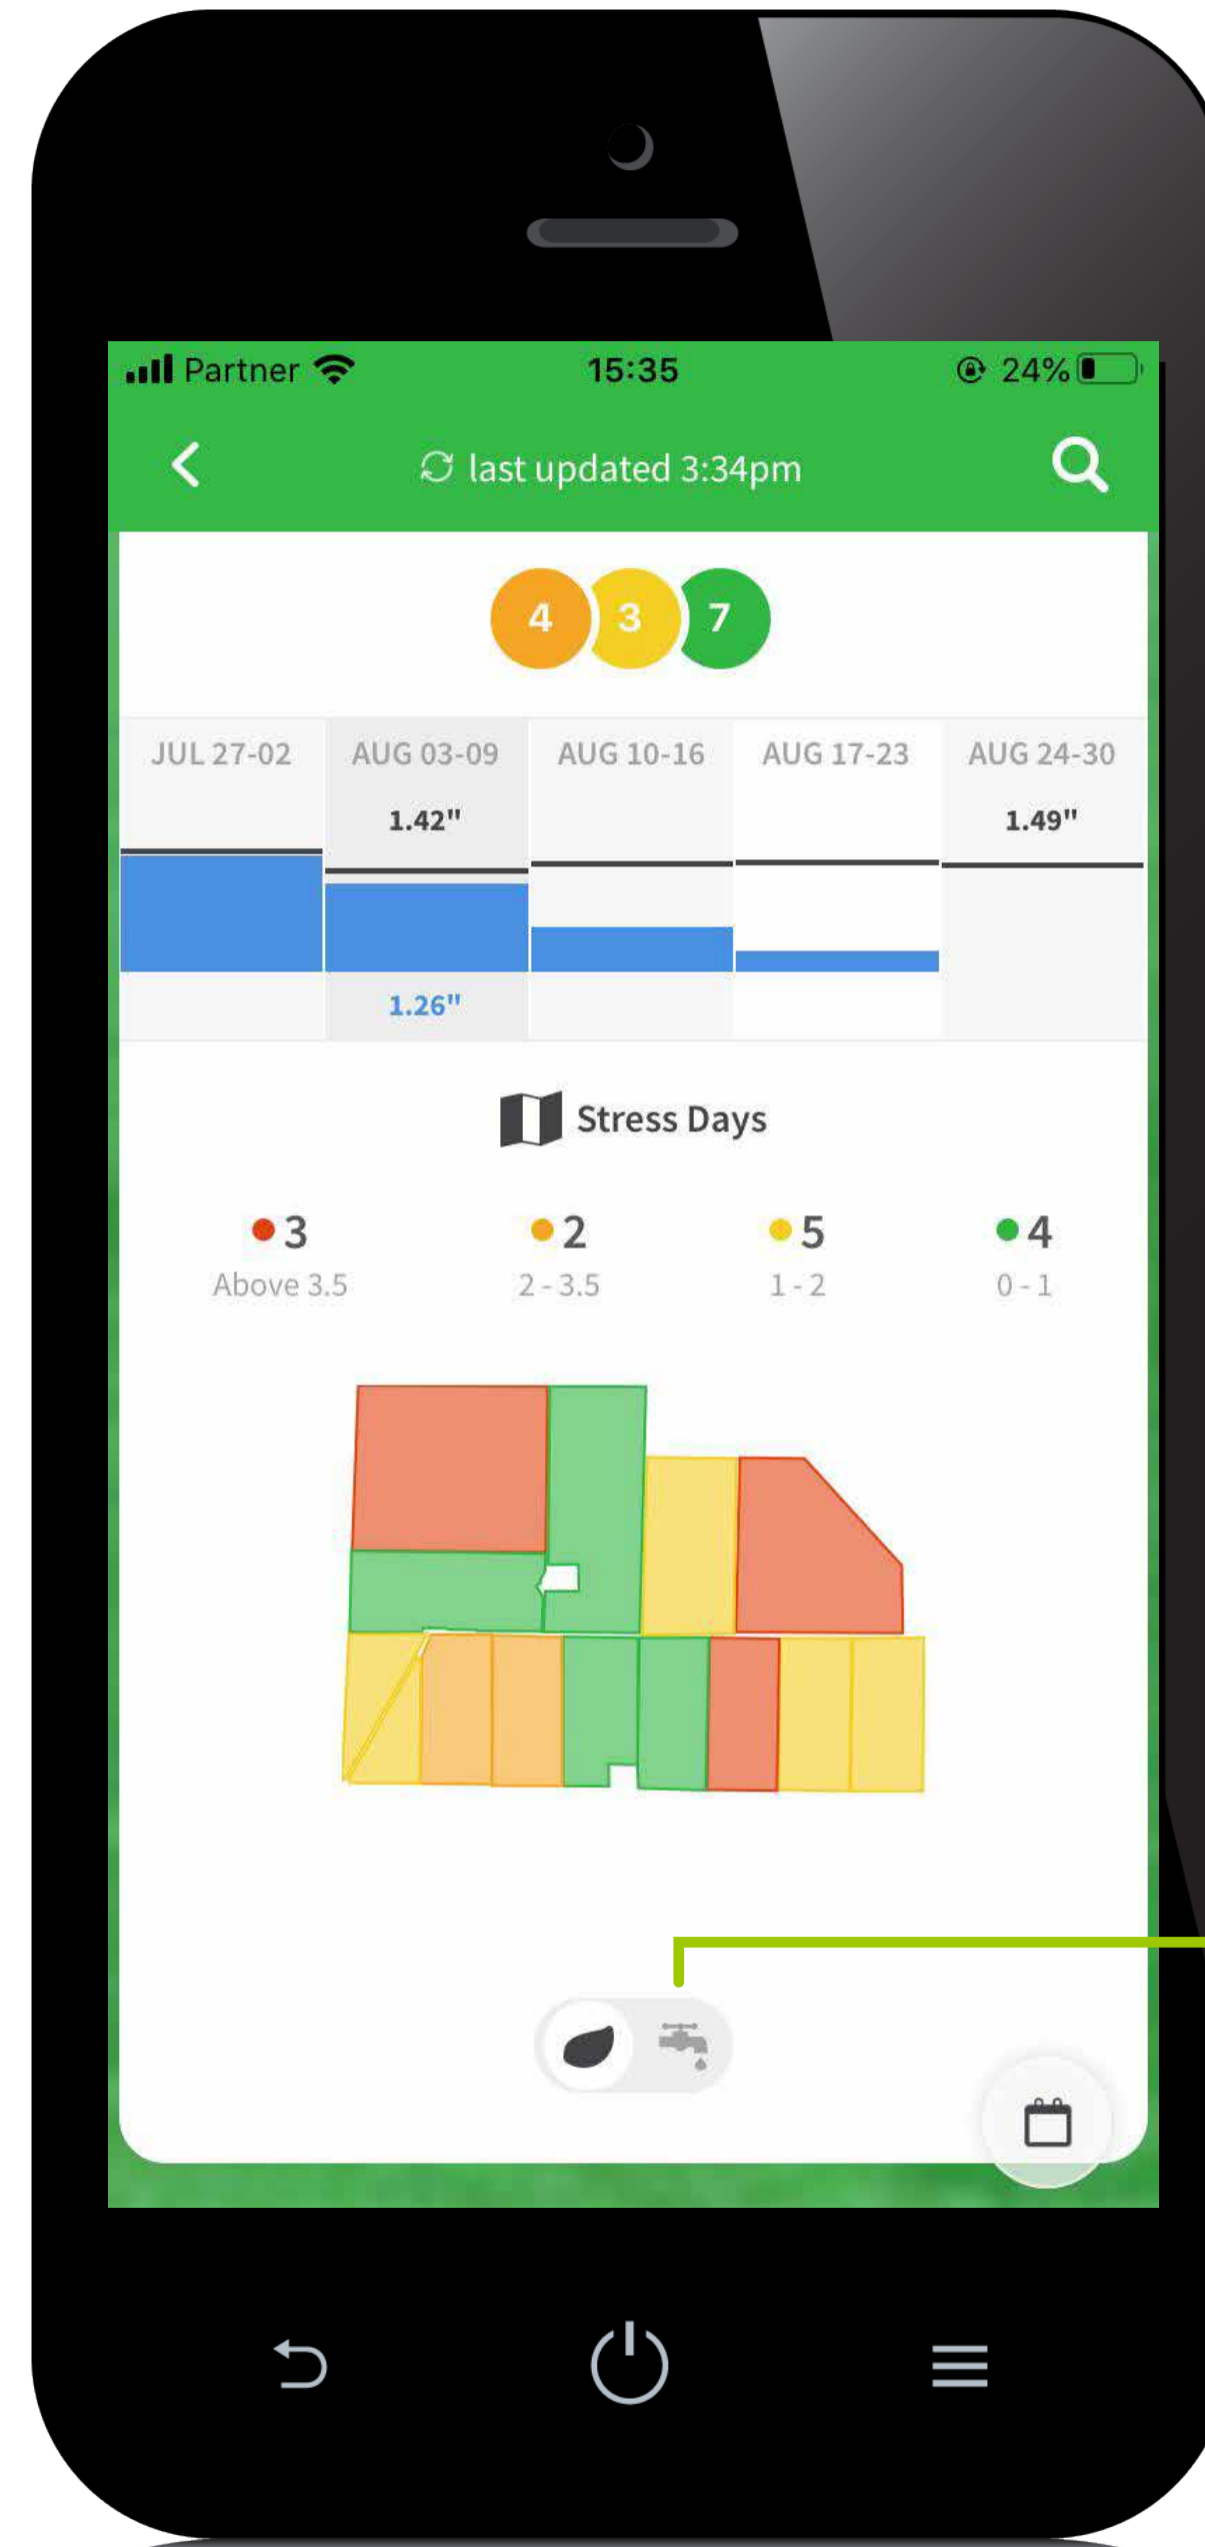 Partner 15:35 24%
last updated 3:34pm
4 3 7
JUL 27-02 AUG 03-09 AUG 10-16 AUG 17-23 AUG 24-30
1.42" 1.49"
1.26"
Stress Days
3 2 5 4
Above 3.5 2 - 3.5 1 - 2 0 - 1